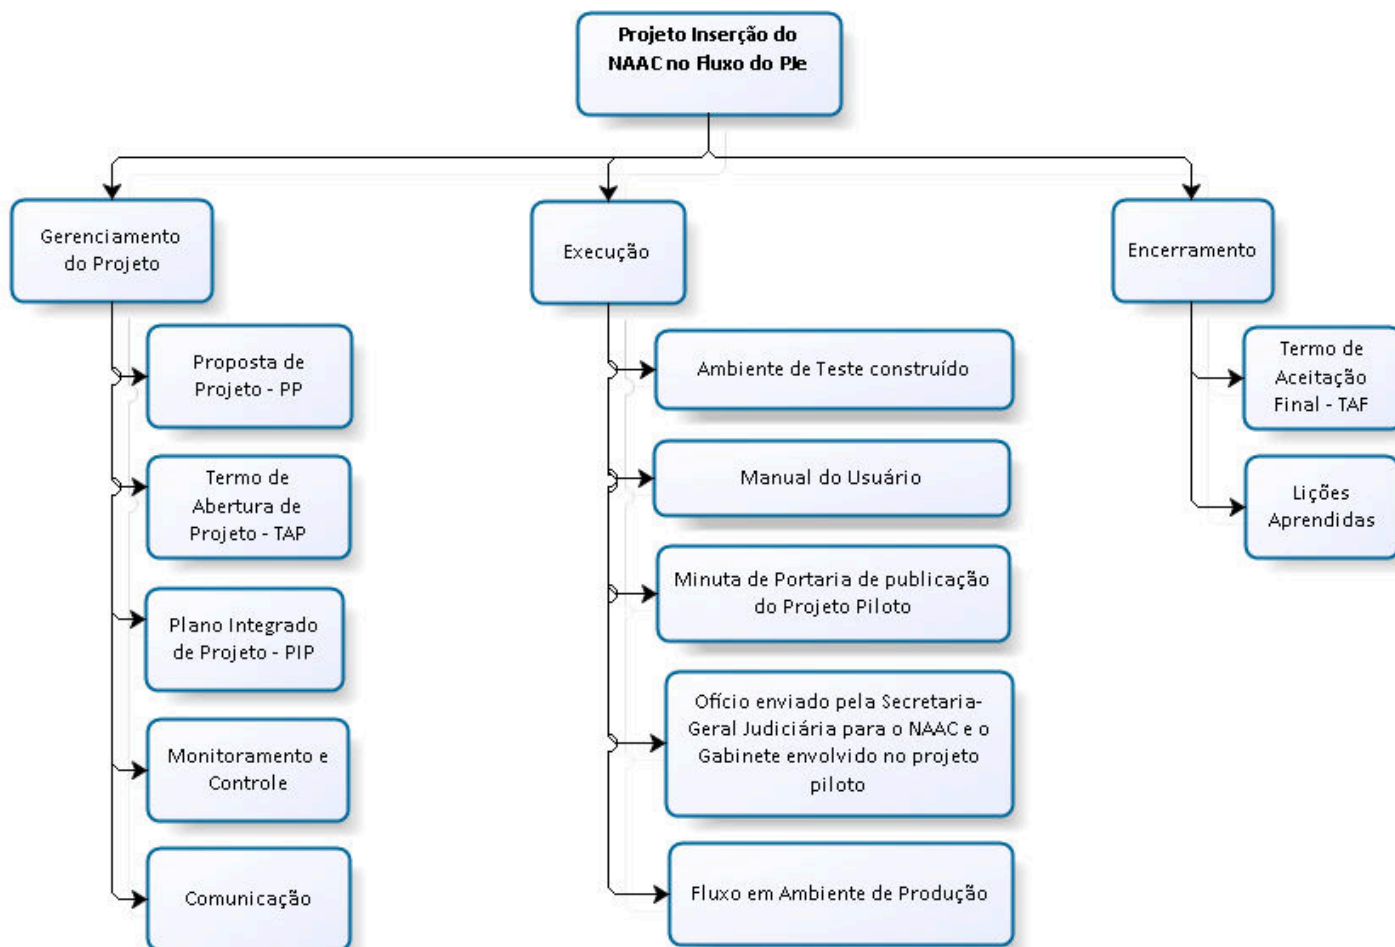 Projeto Inserção do
NAAC no Fluxo do PJe
Gerenciamento
do Projeto
Proposta de
Projeto - PP
Termo de
Abertura de
Projeto - TAP
Plano Integrado
de Projeto - PIP
Monitoramento e
Controle
Comunicação
Execução
Ambiente de Teste construído
Manual do Usuário
Minuta de Portaria de publicação
do Projeto Piloto
Ofício enviado pela Secretaria-
Geral Judiciária para o NAAC e o
Gabinete envolvido no projeto
piloto
Fluxo em Ambiente de Produção
Encerramento
Termo de
Aceitação
Final - TAF
Lições
Aprendidas